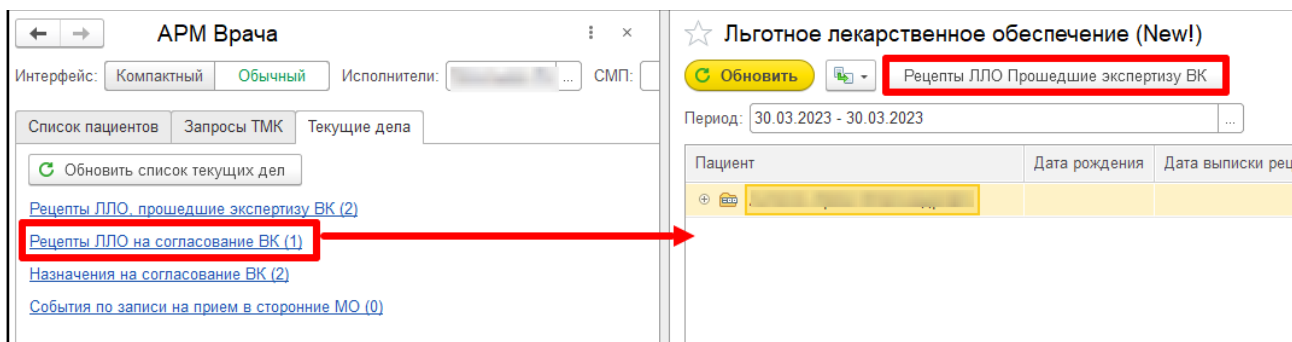 АРМ Врача
Интерфейс: Компактный Обычный Исполнители: ... СМП:
Список пациентов Запросы ТМК Текущие дела
Обновить список текущих дел
Рецепты ЛЛО, прошедшие экспертизу ВК (2)
Рецепты ЛЛО на согласование ВК (1)
Назначения на согласование ВК (2)
События по записи на прием в сторонние МО (0)
Льготное лекарственное обеспечение (New!)
Обновить Рецепты ЛЛО Прошедшие экспертизу ВК
Период: 30.03.2023 - 30.03.2023 ...
Пациент Дата рождения Дата выписки рец